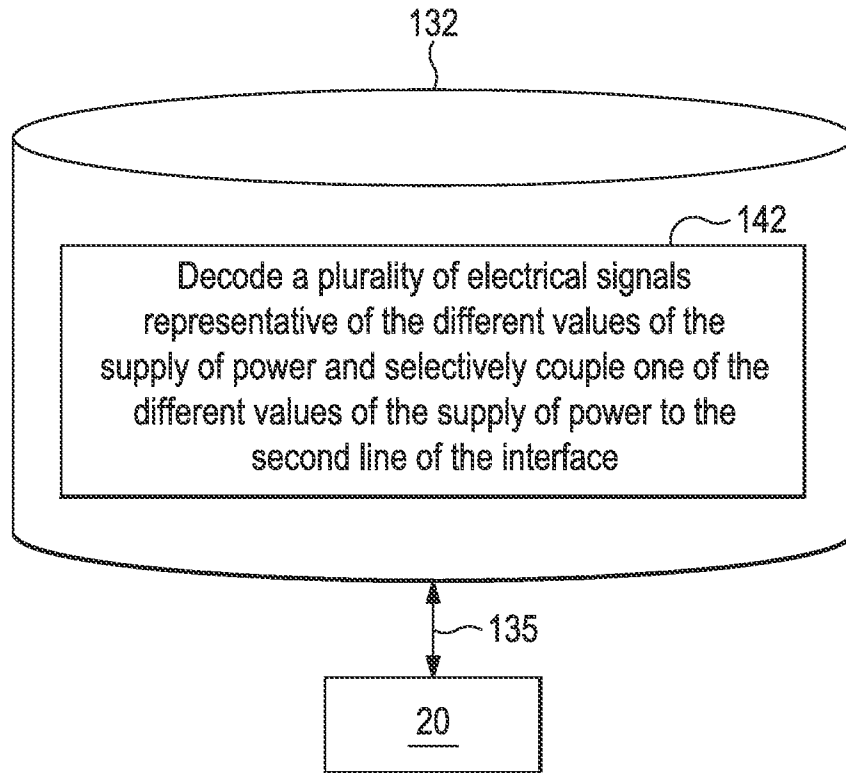 132
142
Decode a plurality of electrical signals
representative of the different values of the
supply of power and selectively couple one of the
different values of the supply of power to the
second line of the interface
135
20